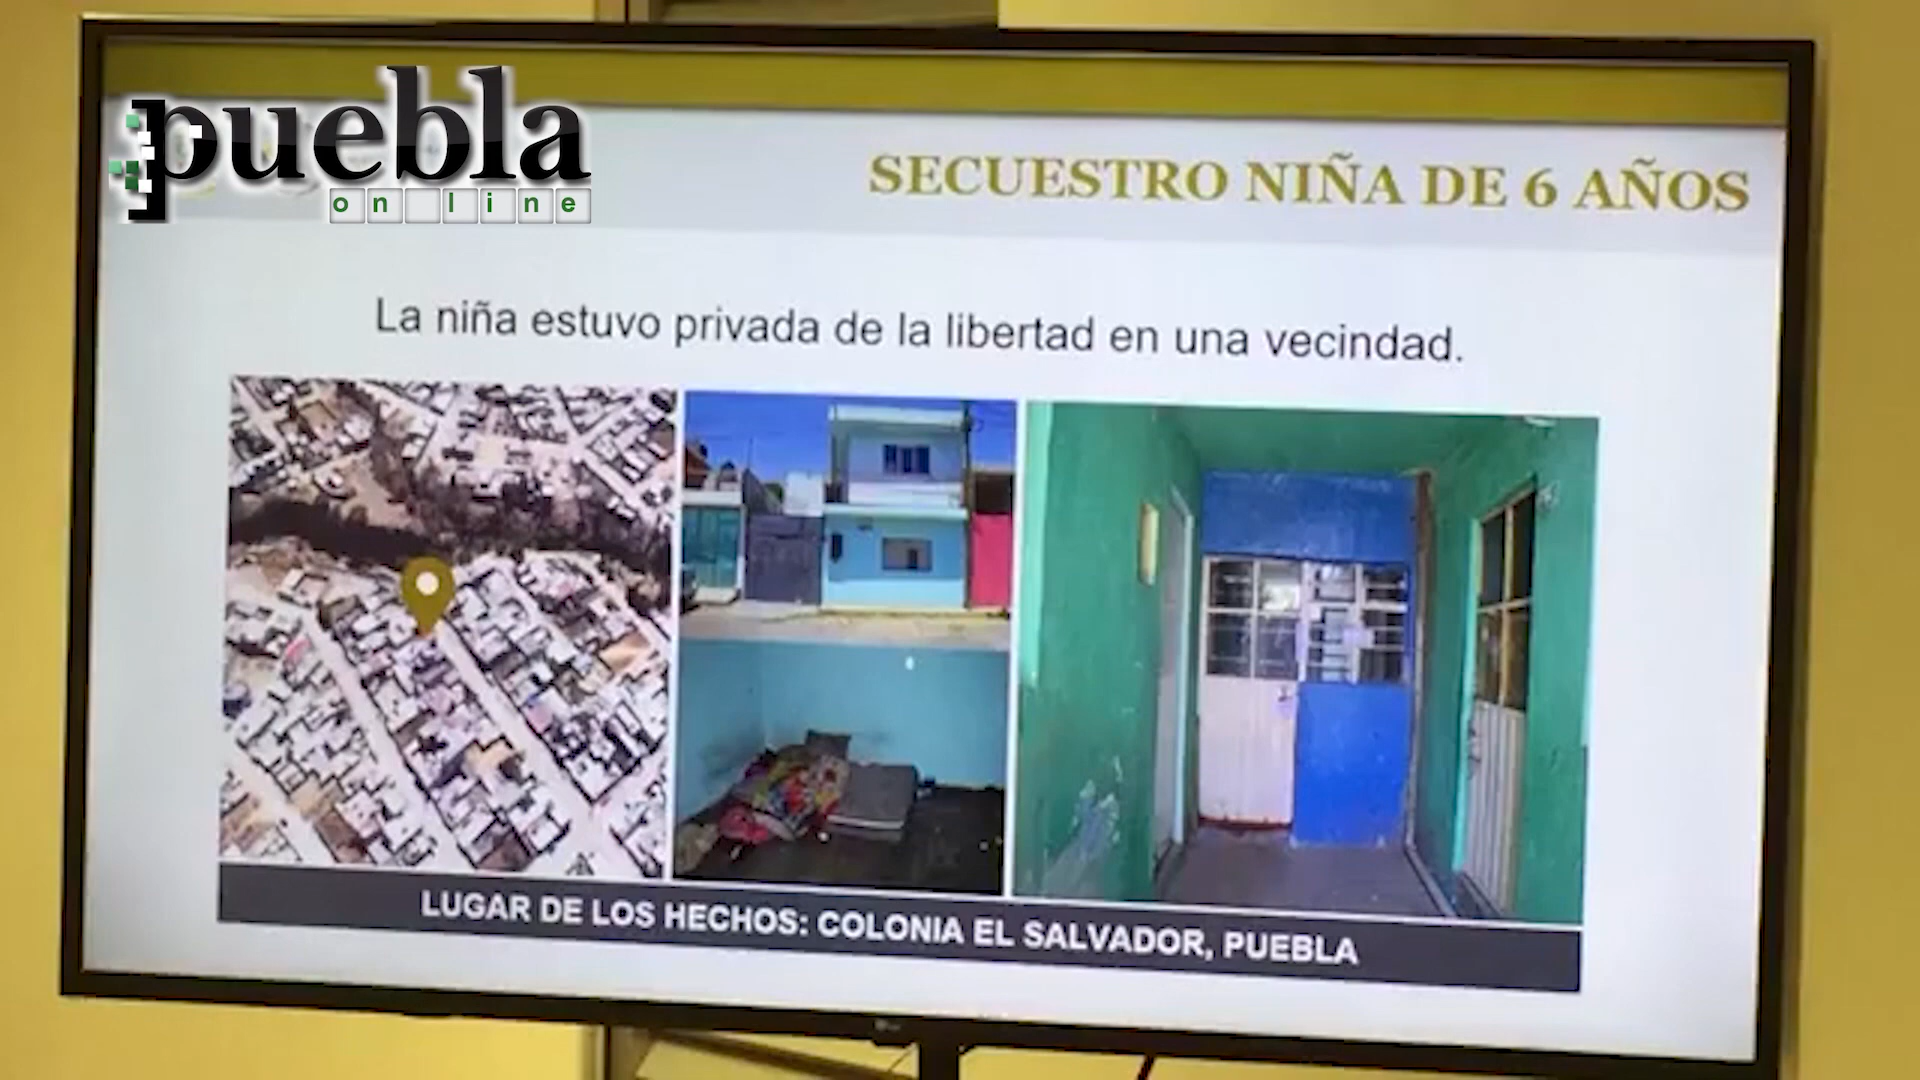 puebla
on line
SECUESTRO NIÑA DE 6 AÑOS
La niña estuvo privada de la libertad en una vecindad.
LUGAR DE LOS HECHOS: COLONIA EL SALVADOR, PUEBLA